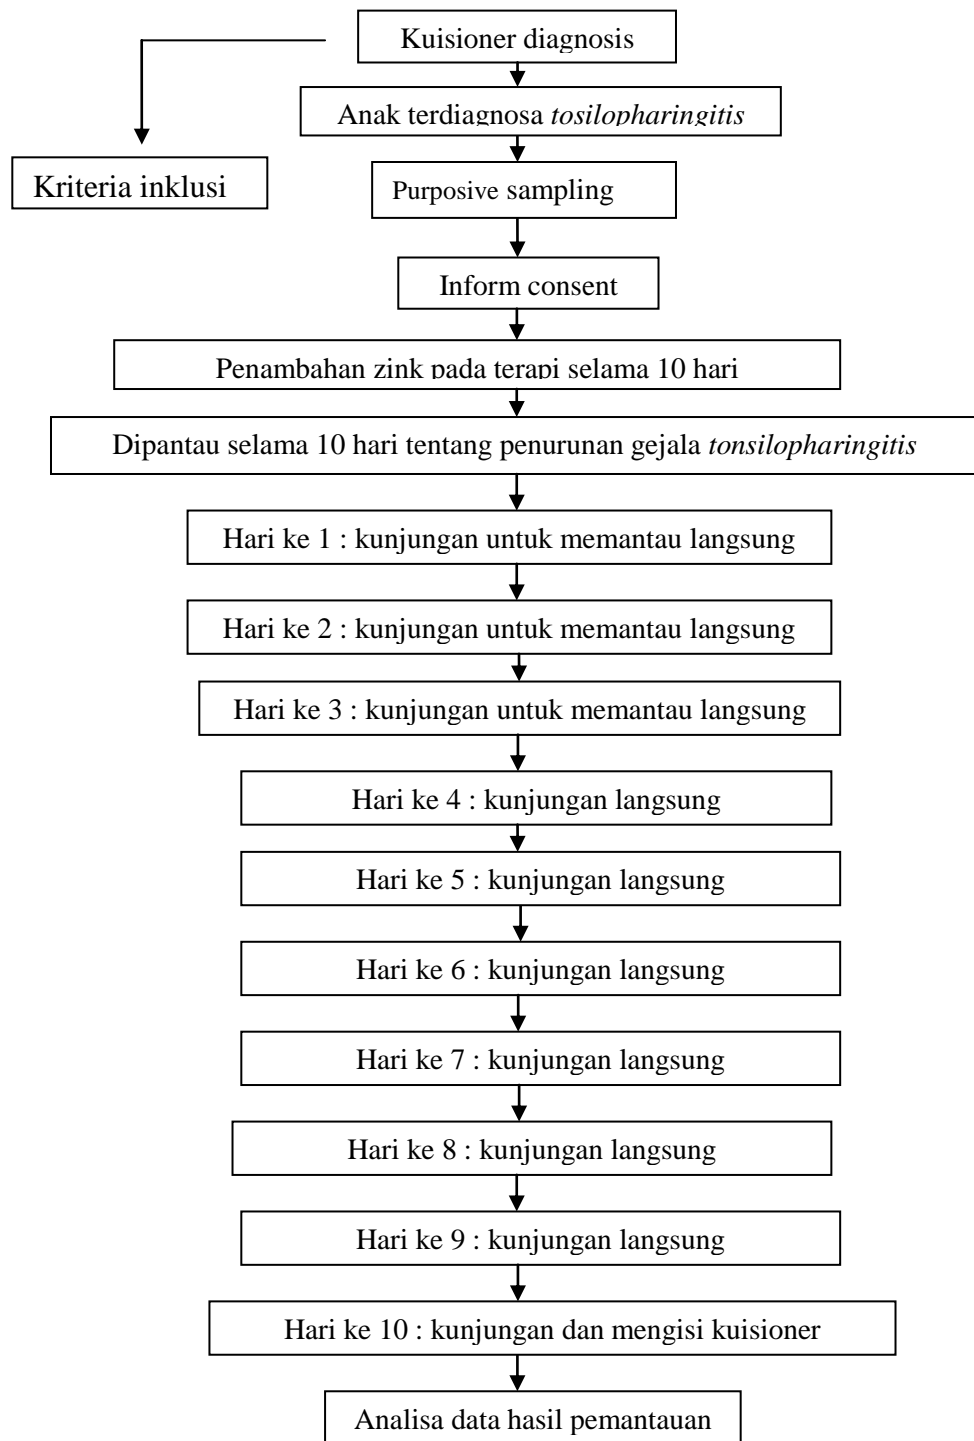 Kuisioner diagnosis
Anak terdiagnosa tosilopharingitis
Kriteria inklusi
Purposive sampling
Inform consent
Penambahan zink pada terapi selama 10 hari
Dipantau selama 10 hari tentang penurunan gejala tonsilopharingitis
Hari ke 1 : kunjungan untuk memantau langsung
Hari ke 2 : kunjungan untuk memantau langsung
Hari ke 3 : kunjungan untuk memantau langsung
Hari ke 4 : kunjungan langsung
Hari ke 5 : kunjungan langsung
Hari ke 6 : kunjungan langsung
Hari ke 7 : kunjungan langsung
Hari ke 8 : kunjungan langsung
Hari ke 9 : kunjungan langsung
Hari ke 10 : kunjungan dan mengisi kuisioner
Analisa data hasil pemantauan